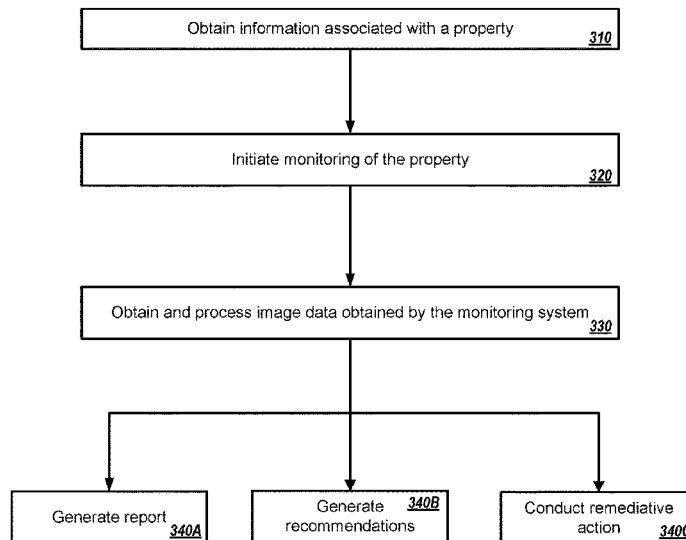 Obtain information associated with a property
310
Initiate monitoring of the property
320
Obtain and process image data obtained by the monitoring system
330
Generate report
340A
Generate
recommendations
340B
Conduct remediative
action
340C